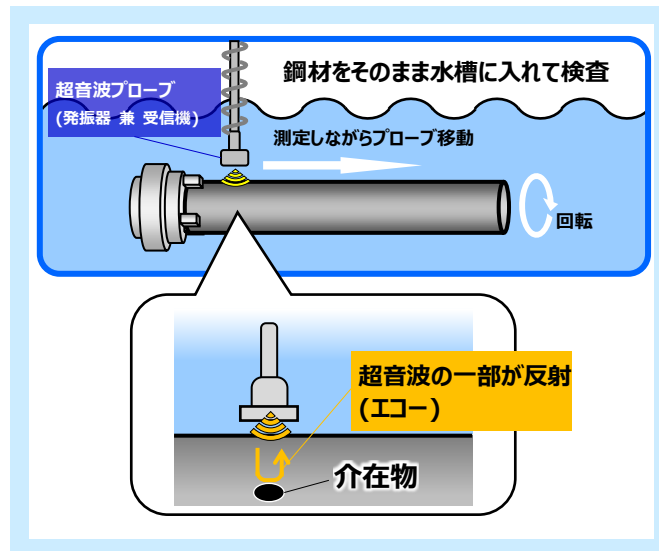 鋼材をそのまま水槽に入れて検査
超音波プローブ
(発振器 兼 受信機)
測定しながらプローブ移動
回転
超音波の一部が反射
(エコー)
介在物